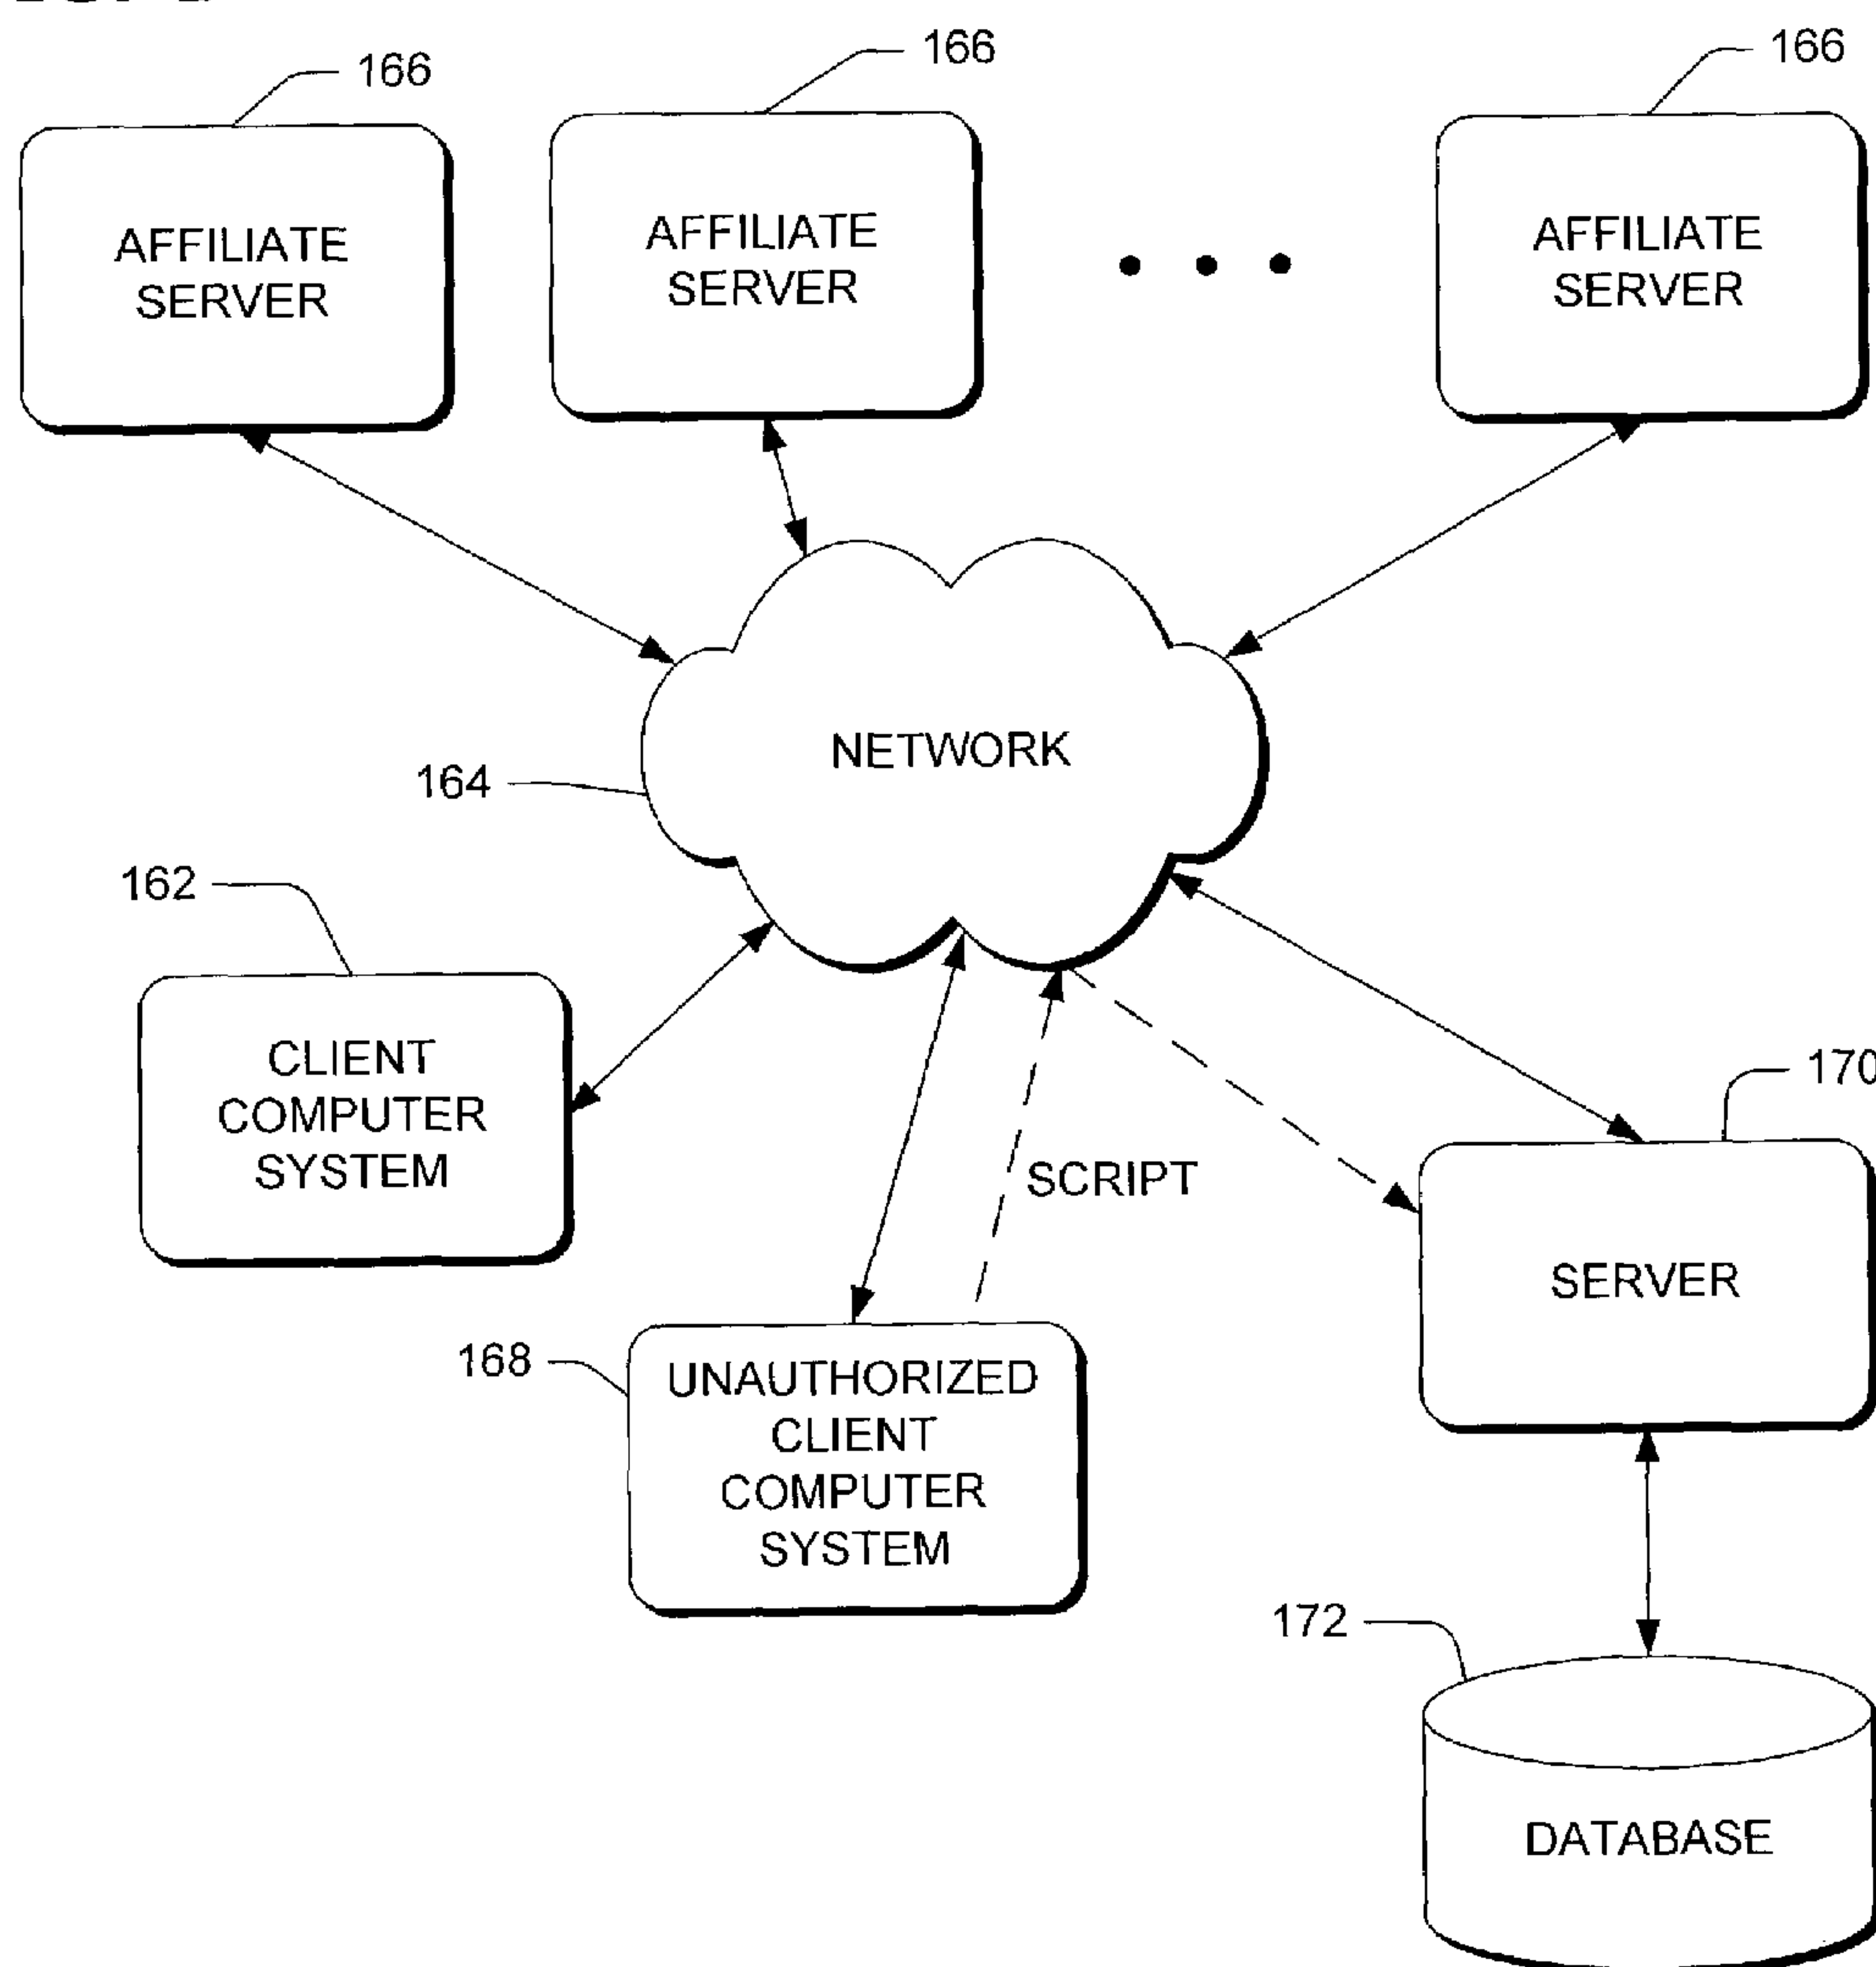 166
166
166
AFFILIATE
SERVER
AFFILIATE
SERVER
AFFILIATE
SERVER
NETWORK
164
162
CLIENT
COMPUTER
SYSTEM
170
SCRIPT
SERVER
168
UNAUTHORIZED
CLIENT
COMPUTER
SYSTEM
172
DATABASE